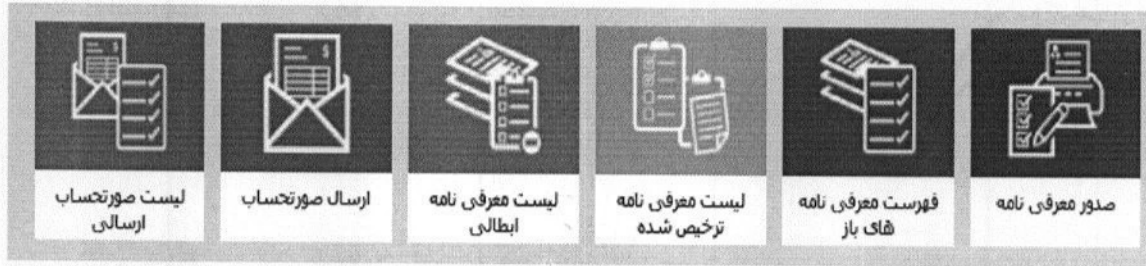 صدور معرفی نامه
فهرست معرفی نامه
های باز
لیست معرفی نامه
ترخیص شده
لیست معرفی نامه
ابطالی
ارسال صورتحساب
لیست صورتحساب
ارسالی